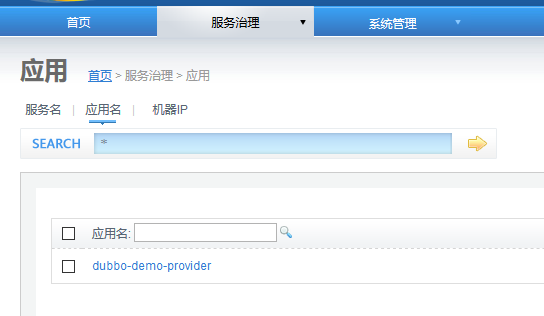 首页 服务治理 系统管理
应用 首页 > 服务治理 > 应用
服务名 | 应用名 | 机器IP
SEARCH *
应用名:
dubbo-demo-provider